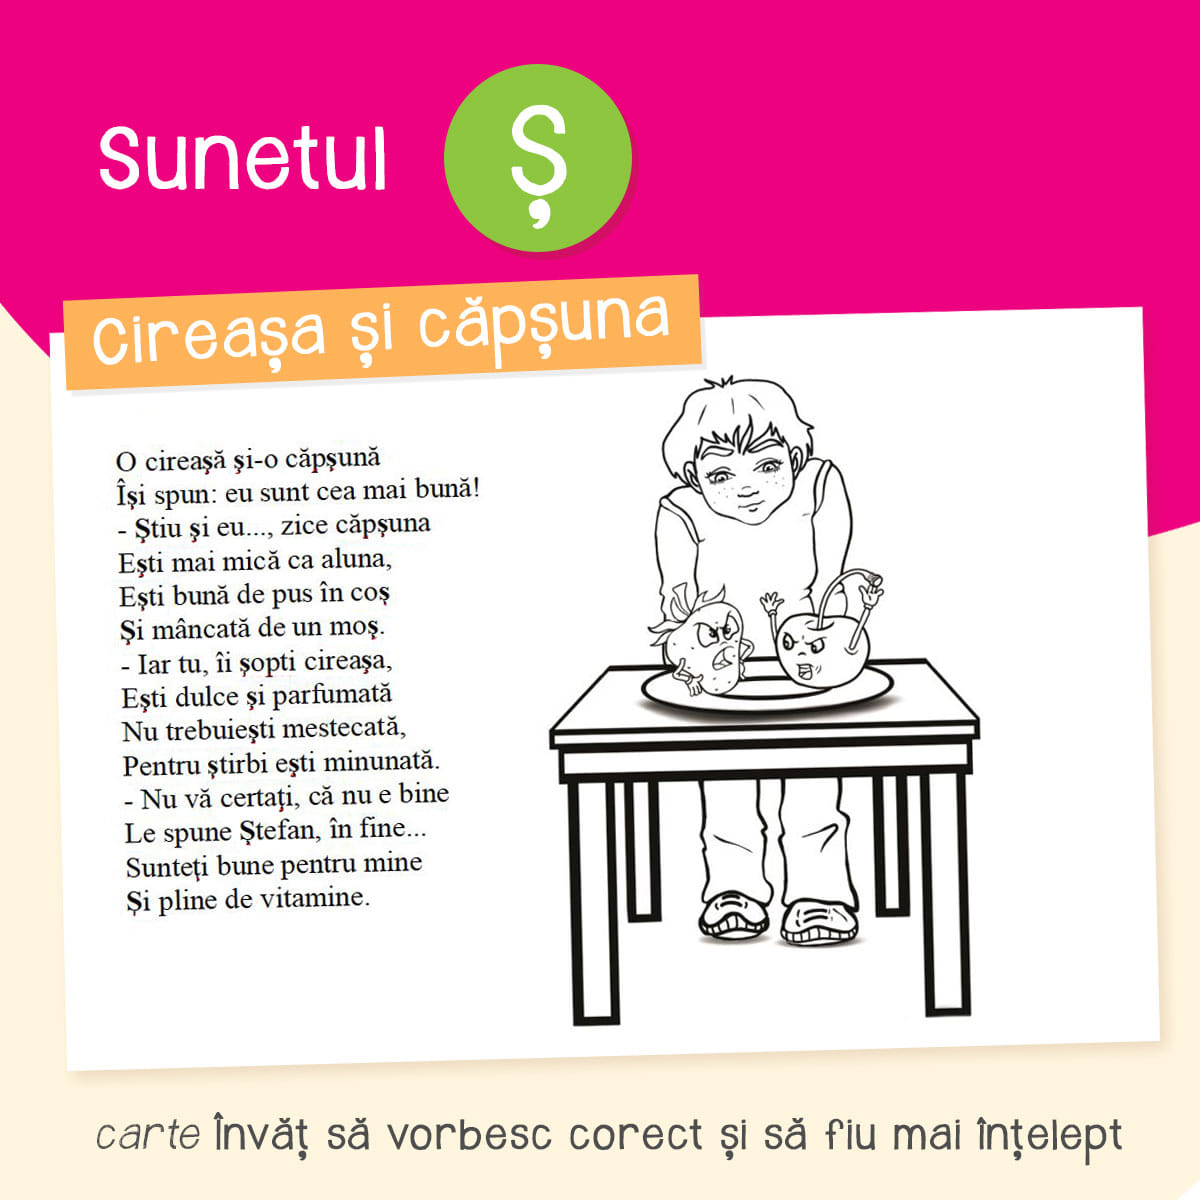 Sunetul Ș
Cireașa și căpșuna
O cireaşă şi-o căpşună
Îşi spun: eu sunt cea mai bună!
- Ştiu şi eu..., zice căpșuna
Eşti mai mică ca aluna,
Eşti bună de pus în coş
Şi mâncată de un moş.
- Iar tu, îi şopti cireaşa,
Eşti dulce şi parfumată
Nu trebuieşti mestecată,
Pentru ştirbi eşti minunată.
- Nu vă certaţi, că nu e bine
Le spune Ştefan, în fine...
Sunteţi bune pentru mine
Și pline de vitamine.
carte Învăț să vorbesc corect și să fiu mai înțelept